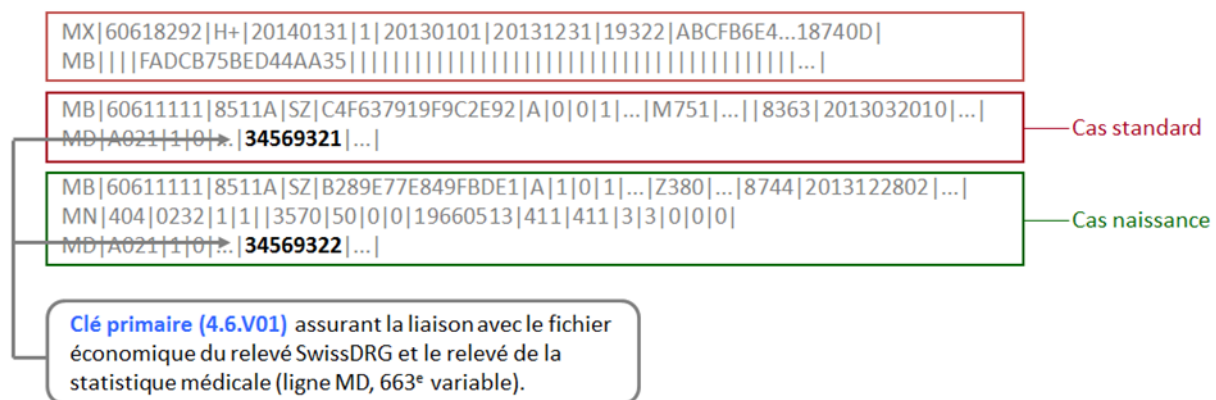 MX|60618292|H+|20140131|1|20130101|20131231|19322|ABCFB6E4...18740D|
MB||||FADCB75BED44AA35||||||||||||||||||||||||||||||||||||||||||...|
MB|60611111|8511A|SZ|C4F637919F9C2E92|A|0|0|1|...|M751|...||8363|2013032010|...|
Cas standard
MD|A021|1|0|...|34569321|...|
MB|60611111|8511A|SZ|B289E77E849FBDE1|A|1|0|1|...|Z380|...|8744|2013122802|...|
MN|404|0232|1|1||3570|50|0|0|19660513|411|411|3|3|0|0|0|
Cas naissance
MD|A021|1|0|...|34569322|...|
Clé primaire (4.6.V01) assurant la liaison avec le fichier
économique du relevé SwissDRG et le relevé de la
statistique médicale (ligne MD, 663e variable).